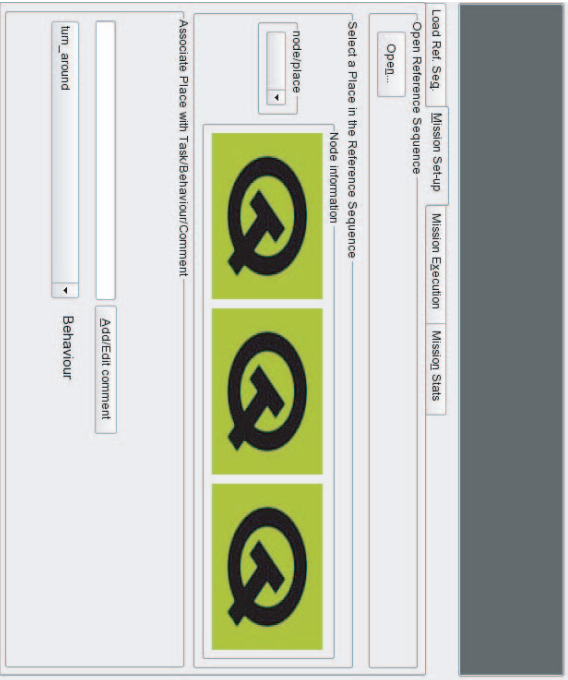 Load Ref. Seq.
Mission Set-up
Mission Execution
Mission Stats
Open Reference Sequence
Open...
Select a Place in the Reference Sequence
node/place
Node information
Associate Place with Task/Behaviour/Comment
Add/Edit comment
turn_around
Behaviour